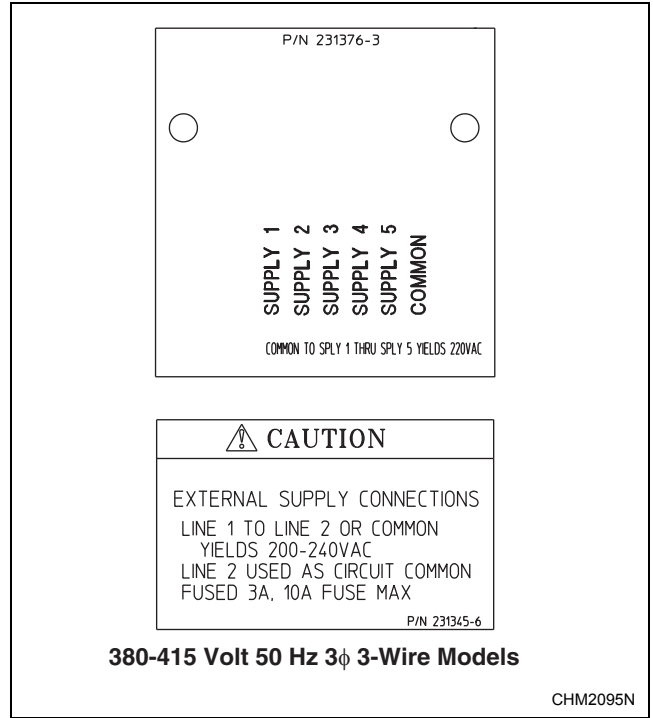 P/N 231376-3
SUPPLY 1
SUPPLY 2
SUPPLY 3
SUPPLY 4
SUPPLY 5
COMMON
COMMON TO SPLY 1 THRU SPLY 5 YIELDS 220VAC
⚠ CAUTION
EXTERNAL SUPPLY CONNECTIONS
LINE 1 TO LINE 2 OR COMMON
YIELDS 200-240VAC
LINE 2 USED AS CIRCUIT COMMON
FUSED 3A, 10A FUSE MAX
P/N 231345-6
380-415 Volt 50 Hz 3ϕ 3-Wire Models
CHM2095N